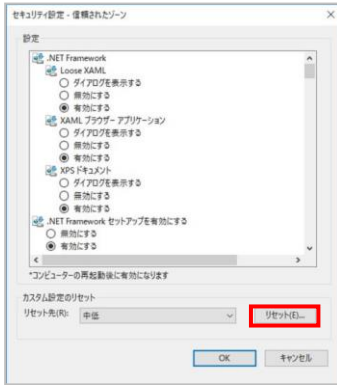 セキュリティ設定 - 信頼されたゾーン
設定
.NET Framework
Loose XAML
ダイアログを表示する
無効にする
有効にする
XAML ブラウザー アプリケーション
ダイアログを表示する
無効にする
有効にする
XPS ドキュメント
ダイアログを表示する
無効にする
有効にする
.NET Framework セットアップを有効にする
無効にする
有効にする
*コンピューターの再起動後に有効になります
カスタム設定のリセット
リセット先(R): 中低 リセット(E)...
OK キャンセル